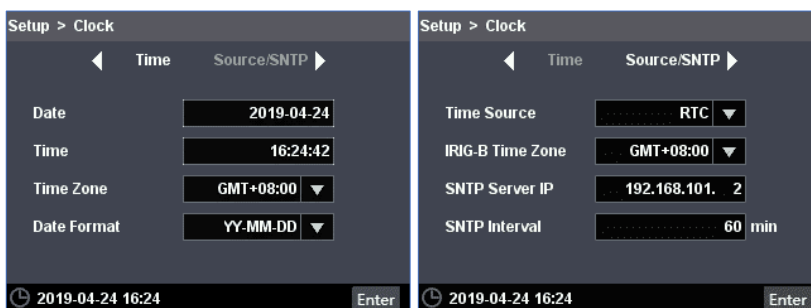 Setup > Clock
Time Source/SNTP
Date 2019-04-24
Time 16:24:42
Time Zone GMT+08:00
Date Format YY-MM-DD
2019-04-24 16:24 Enter
Setup > Clock
Time Source/SNTP
Time Source RTC
IRIG-B Time Zone GMT+08:00
SNTP Server IP 192.168.101. 2
SNTP Interval 60 min
2019-04-24 16:24 Enter